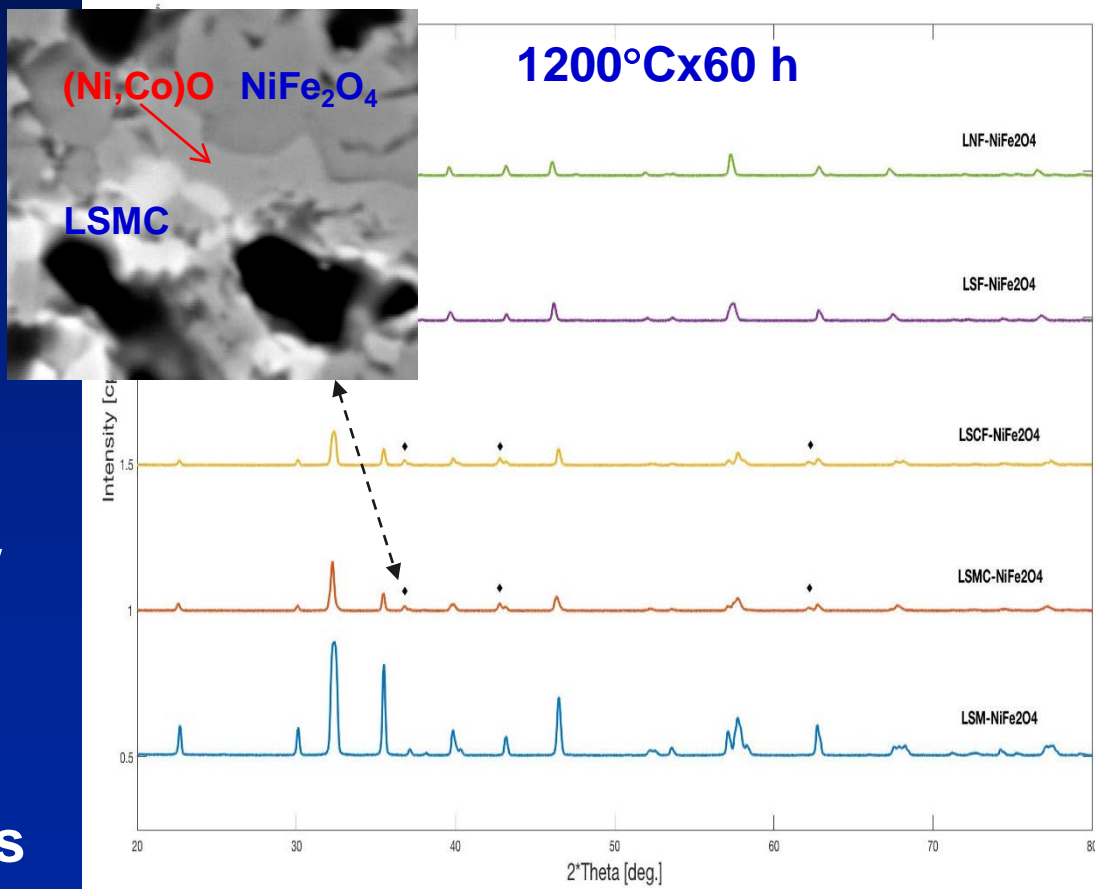 5
1200°Cx60 h
(Ni,Co)O NiFe₂O₄
LSMC
LNF-NiFe2O4
LSF-NiFe2O4
LSCF-NiFe2O4
LSMC-NiFe2O4
LSM-NiFe2O4
Intensity
1.5
1
0.5
20 30 40 50 60 70 80
2*Theta [deg.]
s